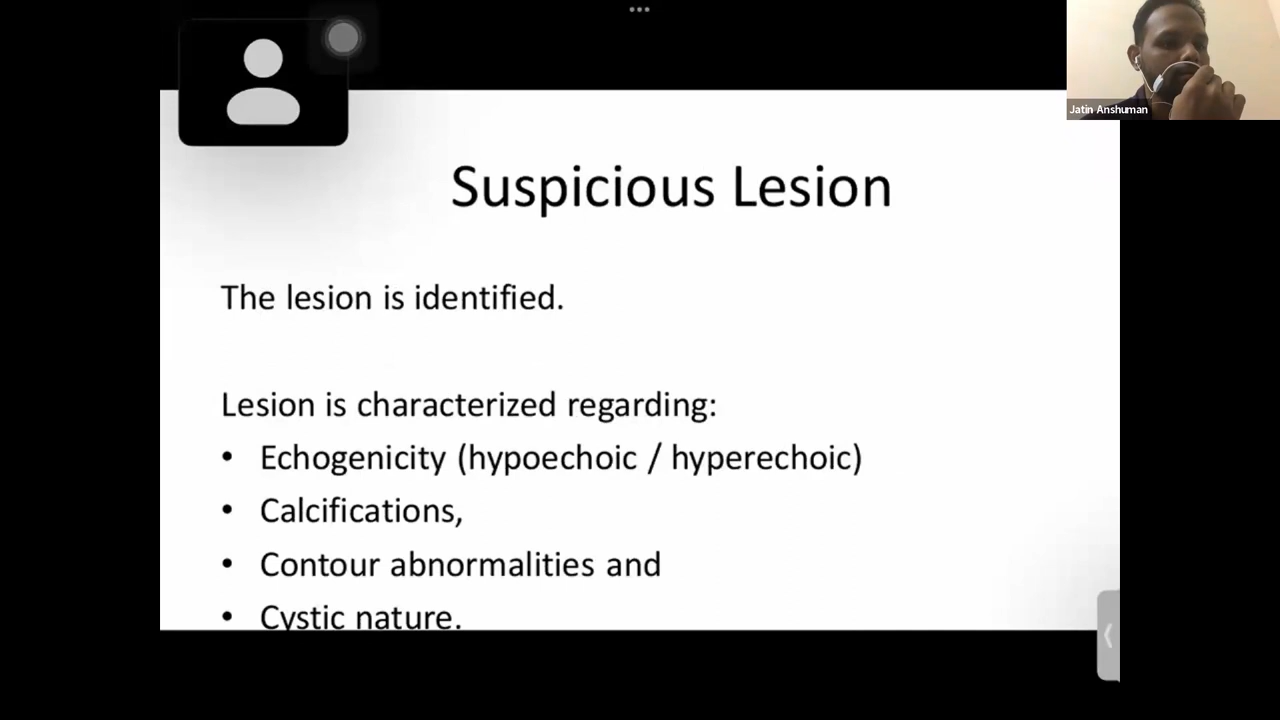 Jatin Anshuman
Suspicious Lesion
The lesion is identified.
Lesion is characterized regarding:
• Echogenicity (hypoechoic / hyperechoic)
• Calcifications,
• Contour abnormalities and
• Cystic nature.